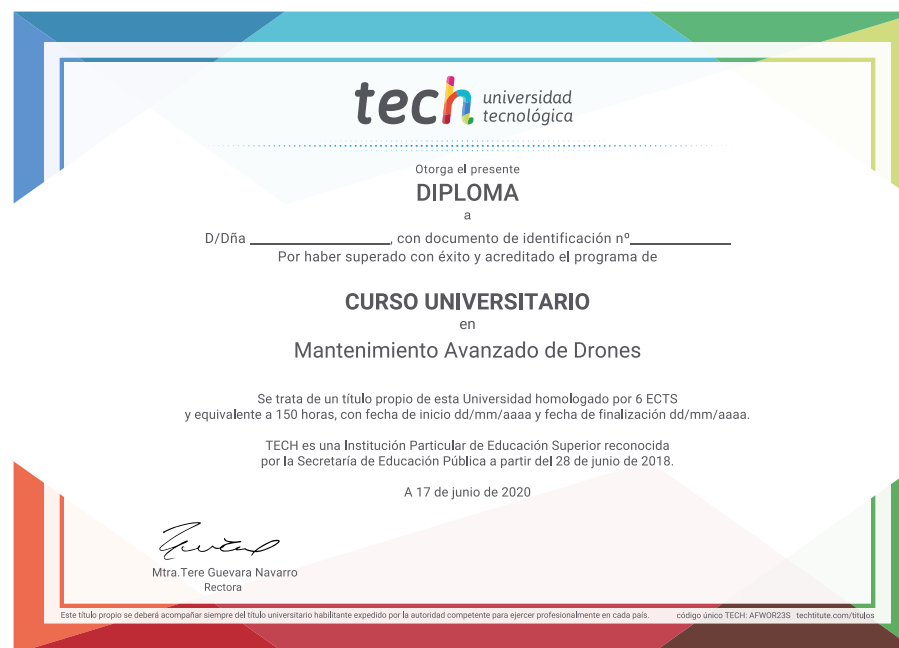 tech universidad
tecnológica
Otorga el presente
DIPLOMA
a
D/Dña ____________________, con documento de identificación nº______________
Por haber superado con éxito y acreditado el programa de
CURSO UNIVERSITARIO
en
Mantenimiento Avanzado de Drones
Se trata de un título propio de esta Universidad homologado por 6 ECTS
y equivalente a 150 horas, con fecha de inicio dd/mm/aaaa y fecha de finalización dd/mm/aaaa.
TECH es una Institución Particular de Educación Superior reconocida
por la Secretaría de Educación Pública a partir del 28 de junio de 2018.
A 17 de junio de 2020
Mtra.Tere Guevara Navarro
Rectora
Este título propio se deberá acompañar siempre del título universitario habilitante expedido por la autoridad competente para ejercer profesionalmente en cada país. código único TECH: AFWOR23S techtitute.com/titulos